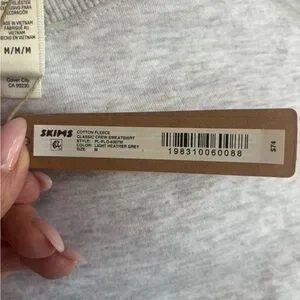 MADE IN VIETNAM
FABRIQUÉ AU
VIETNAM
HECHO EN VIETNAM
M/M/M
Culver City,
CA 90230
SKIMS
COTTON FLEECE
CLASSIC CREW SWEATSHIRT
STYLE:
COLOR: LIGHT HEATHER GREY
SIZE: M
198310060088
$74